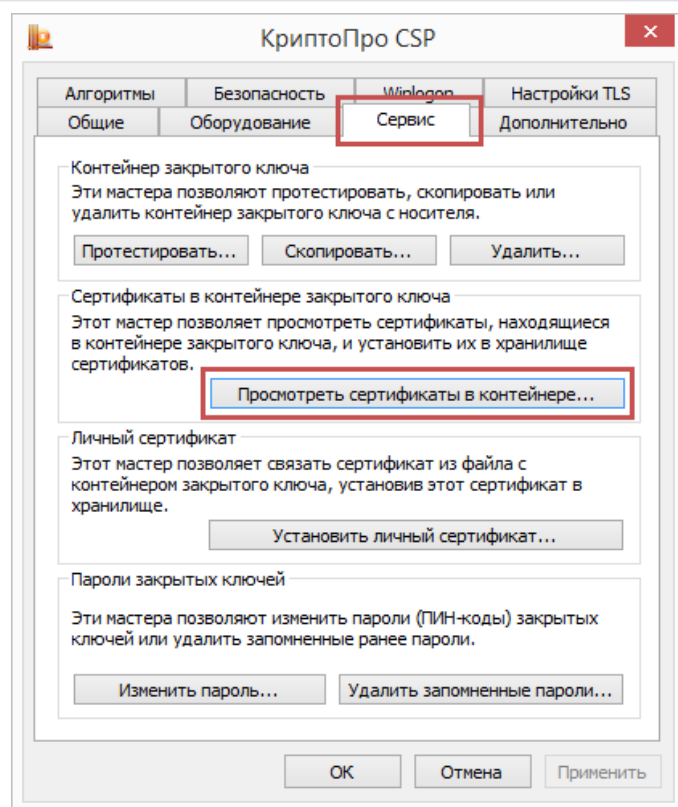 КриптоПро CSP
Алгоритмы Безопасность Winlogon Настройки TLS
Общие Оборудование Сервис Дополнительно
Контейнер закрытого ключа
Эти мастера позволяют протестировать, скопировать или
удалить контейнер закрытого ключа с носителя.
Протестировать... Скопировать... Удалить...
Сертификаты в контейнере закрытого ключа
Этот мастер позволяет просмотреть сертификаты, находящиеся
в контейнере закрытого ключа, и установить их в хранилище
сертификатов.
Просмотреть сертификаты в контейнере...
Личный сертификат
Этот мастер позволяет связать сертификат из файла с
контейнером закрытого ключа, установив этот сертификат в
хранилище.
Установить личный сертификат...
Пароли закрытых ключей
Эти мастера позволяют изменить пароли (ПИН-коды) закрытых
ключей или удалить запомненные ранее пароли.
Изменить пароль... Удалить запомненные пароли...
ОК Отмена Применить